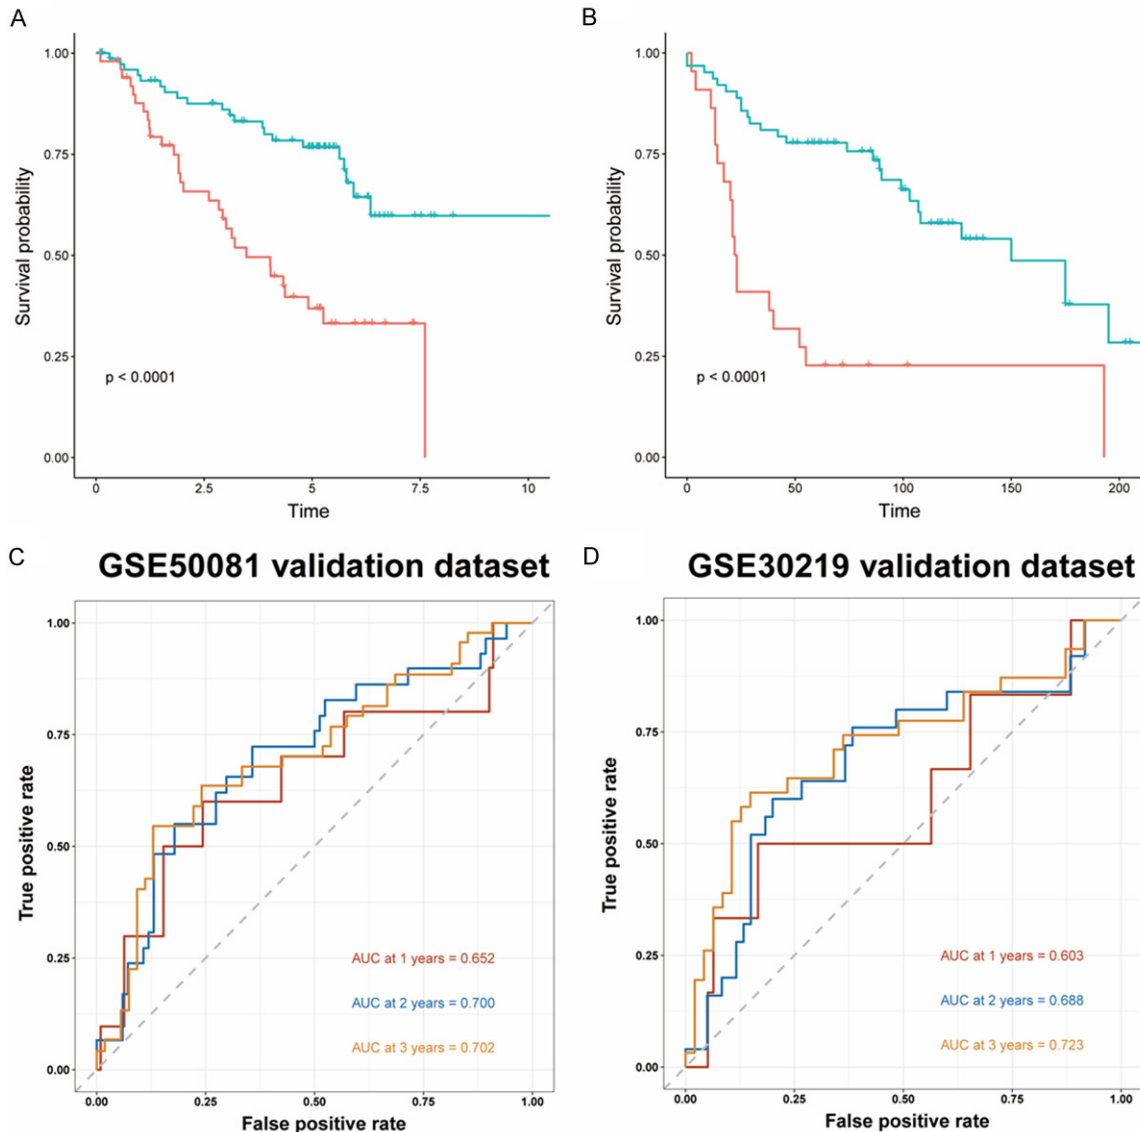 A
1.00
0.75
0.50
0.25
0.00
Survival probability
p < 0.0001
0
2.5
5
7.5
10
Time
B
1.00
0.75
0.50
0.25
0.00
Survival probability
p < 0.0001
0
50
100
150
200
Time
C
GSE50081 validation dataset
1.00
0.75
0.50
0.25
0.00
True positive rate
AUC at 1 years = 0.652
AUC at 2 years = 0.700
AUC at 3 years = 0.702
0.00
0.25
0.50
0.75
1.00
False positive rate
D
GSE30219 validation dataset
1.00
0.75
0.50
0.25
0.00
True positive rate
AUC at 1 years = 0.603
AUC at 2 years = 0.688
AUC at 3 years = 0.723
0.00
0.25
0.50
0.75
1.00
False positive rate